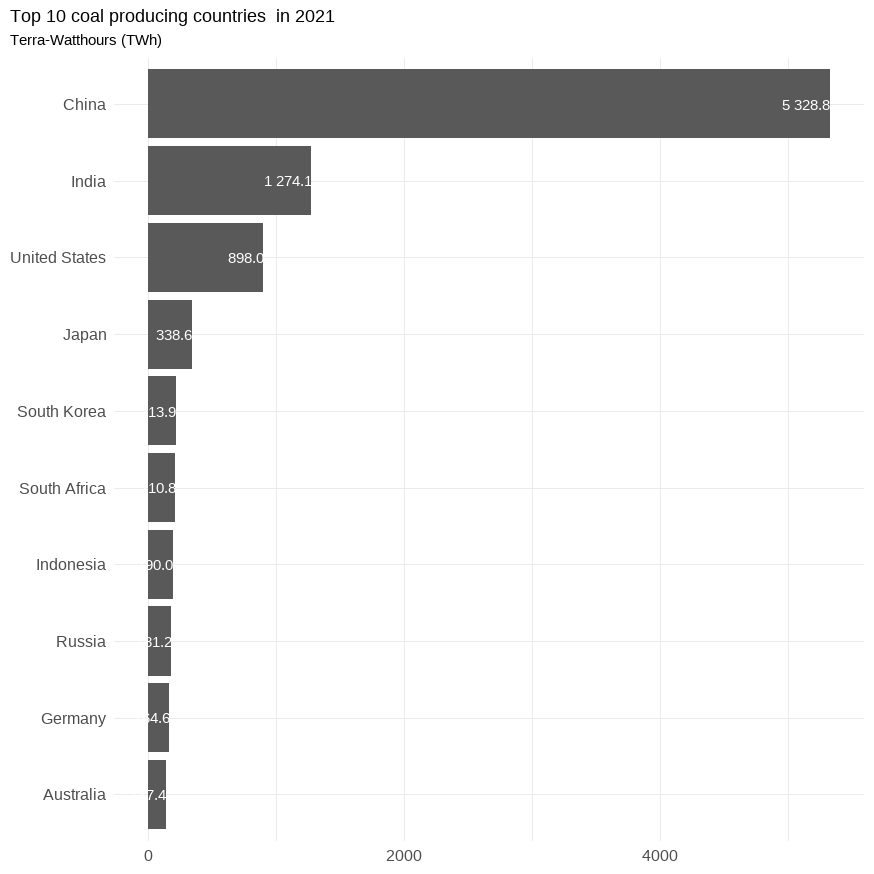 Top 10 coal producing countries  in 2021
Terra-Watthours (TWh)
China
5 328.8
India
1 274.1
United States
898.0
Japan
338.6
South Korea
13.9
South Africa
10.8
Indonesia
90.0
Russia
81.2
Germany
64.6
Australia
7.4
0
2000
4000